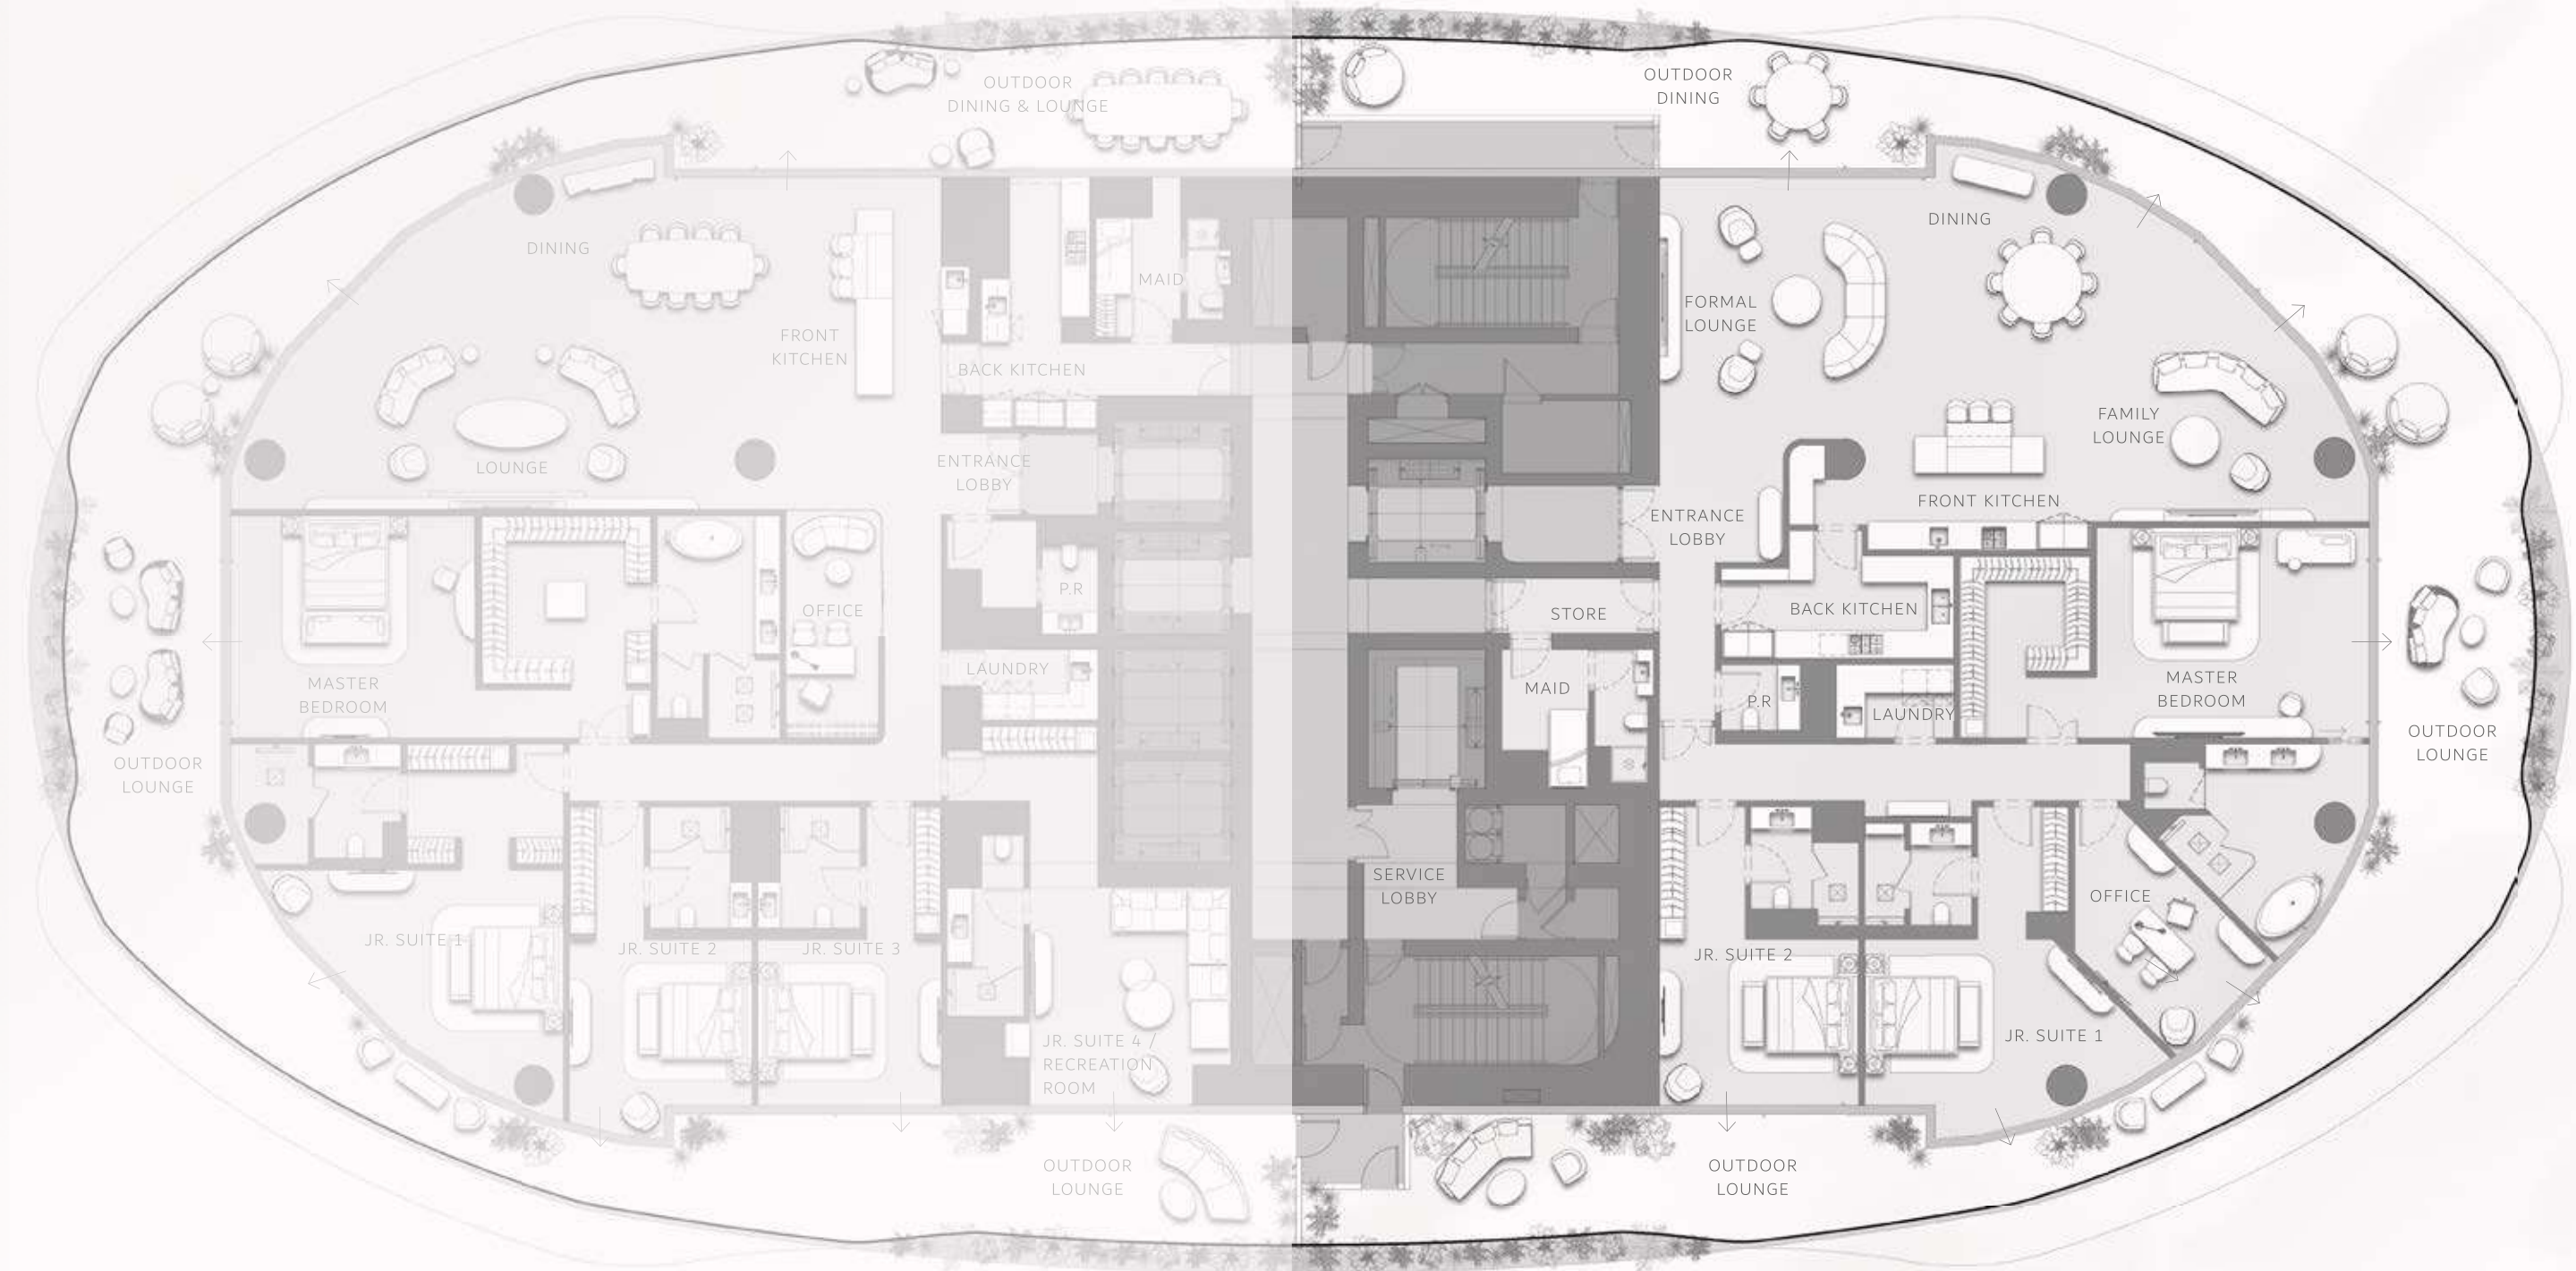 OUTDOOR
DINING & LOUNGE
OUTDOOR
DINING
DINING
MAID
FRONT
KITCHEN
BACK KITCHEN
LOUNGE
ENTRANCE
LOBBY
DINING
FORMAL
LOUNGE
FAMILY
LOUNGE
FRONT KITCHEN
ENTRANCE
LOBBY
P.R
OFFICE
MASTER
BEDROOM
LAUNDRY
OUTDOOR
LOUNGE
STORE
BACK KITCHEN
MAID
P.R
LAUNDRY
MASTER
BEDROOM
OUTDOOR
LOUNGE
JR. SUITE 1
JR. SUITE 2
JR. SUITE 3
JR. SUITE 4 /
RECREATION
ROOM
SERVICE
LOBBY
OFFICE
JR. SUITE 2
JR. SUITE 1
OUTDOOR
LOUNGE
OUTDOOR
LOUNGE